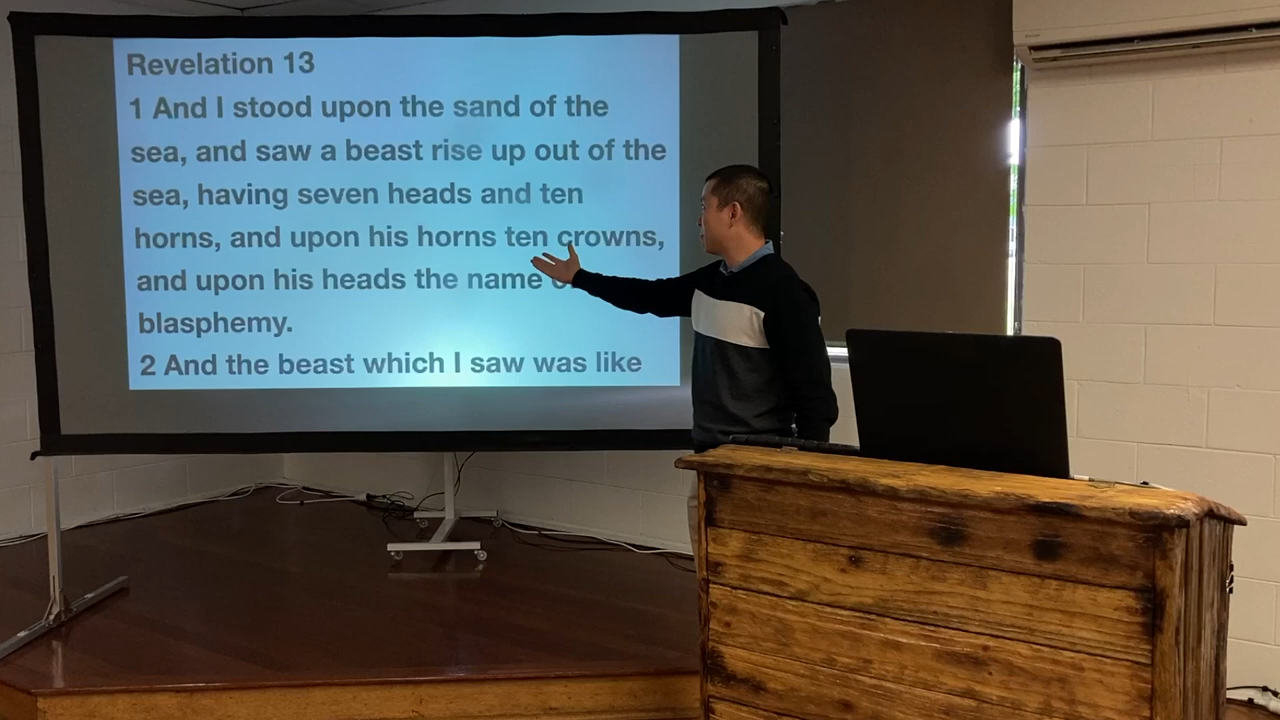 Revelation 13
1 And I stood upon the sand of the
sea, and saw a beast rise up out of the
sea, having seven heads and ten
horns, and upon his horns ten crowns,
and upon his heads the name
blasphemy.
2 And the beast which I saw was like